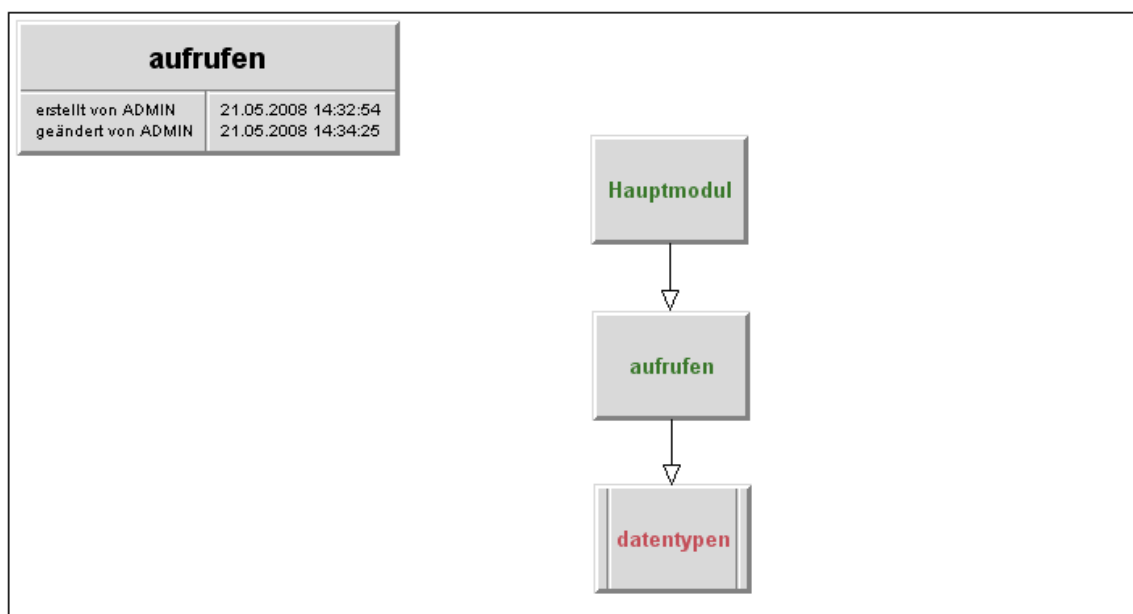 aufrufen
erstellt von ADMIN 21.05.2008 14:32:54
geändert von ADMIN 21.05.2008 14:34:25
Hauptmodul
aufrufen
datentypen